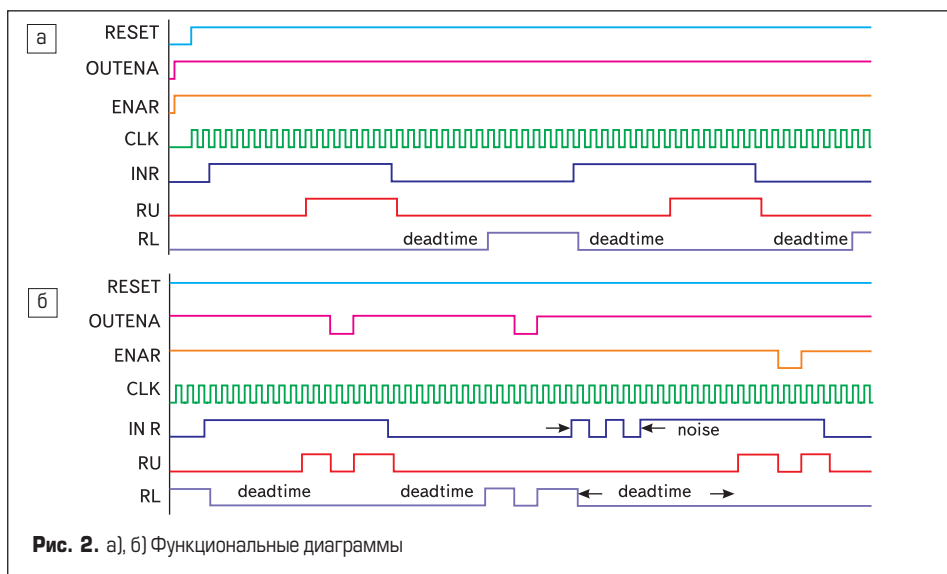 а
RESET
OUTENA
ENAR
CLK
INR
RU
RL
deadtime deadtime deadtime
б
RESET
OUTENA
ENAR
CLK
IN R
noise
RU
RL
deadtime deadtime deadtime
Рис. 2. а), б) Функциональные диаграммы